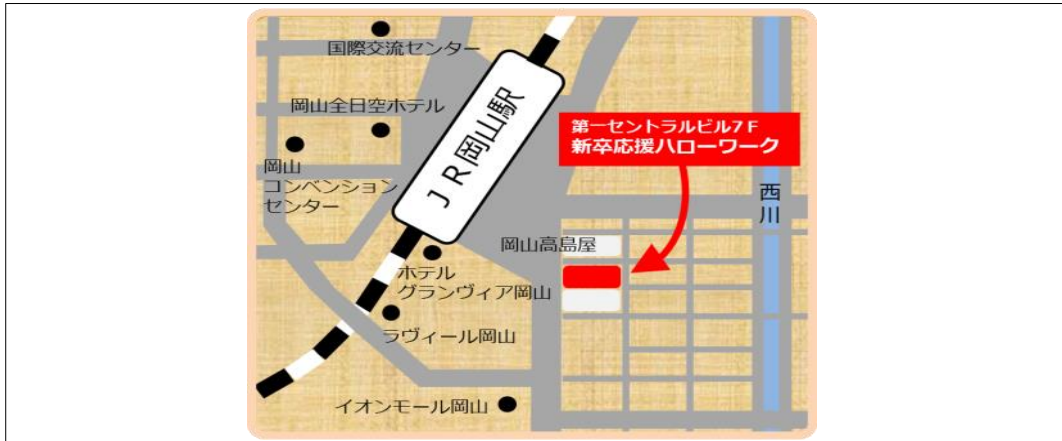 国際交流センター
岡山全日空ホテル
岡山
コンベンション
センター
ＪＲ岡山駅
第一セントラルビル７Ｆ
新卒応援ハローワーク
西川
岡山高島屋
ホテル
グランヴィア岡山
ラヴィール岡山
イオンモール岡山